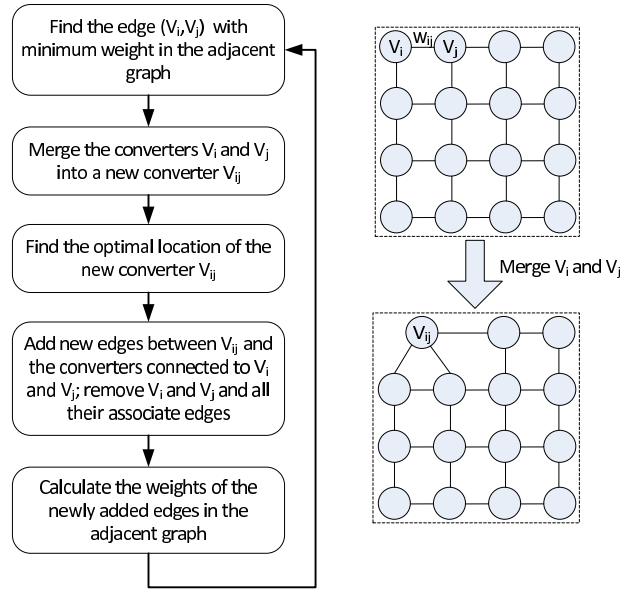 Find the edge (Vi,Vj) with
minimum weight in the adjacent
graph
Merge the converters Vi and Vj
into a new converter Vij
Find the optimal location of the
new converter Vij
Add new edges between Vij and
the converters connected to Vi
and Vj; remove Vi and Vj and all
their associate edges
Calculate the weights of the
newly added edges in the
adjacent graph
Vi Wij Vj
Merge Vi and Vj
Vij